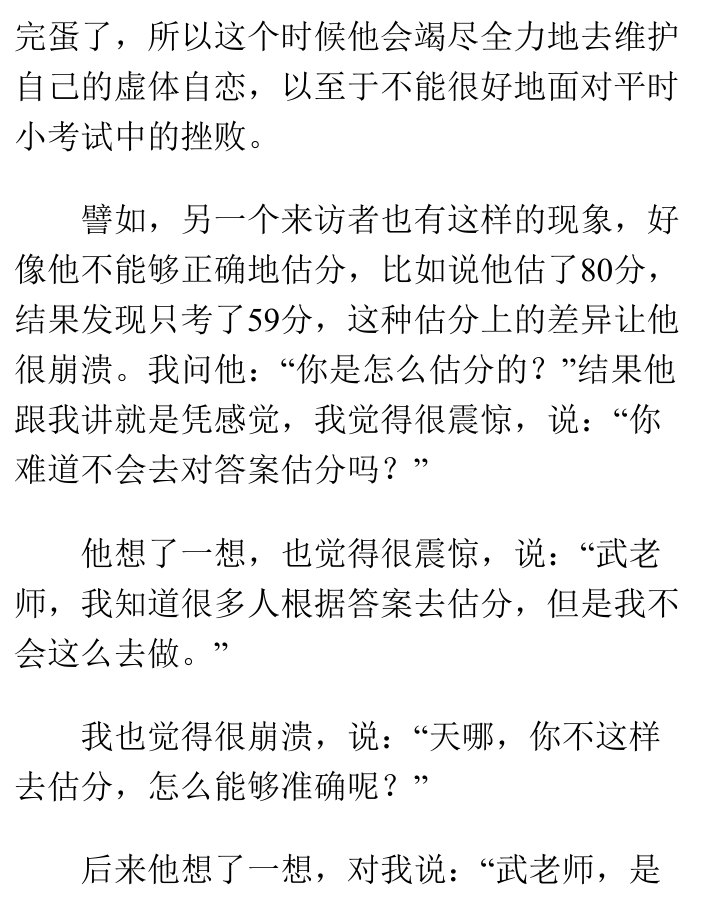 完蛋了，所以这个时候他会竭尽全力地去维护
自己的虚体自恋，以至于不能很好地面对平时
小考试中的挫败。
譬如，另一个来访者也有这样的现象，好
像他不能够正确地估分，比如说他估了80分，
结果发现只考了59分，这种估分上的差异让他
很崩溃。我问他：“你是怎么估分的？”结果他
跟我讲就是凭感觉，我觉得很震惊，说：“你
难道不会去对答案估分吗？”
他想了一想，也觉得很震惊，说：“武老
师，我知道很多人根据答案去估分，但是我不
会这么去做。”
我也觉得很崩溃，说：“天哪，你不这样
去估分，怎么能够准确呢？”
后来他想了一想，对我说：“武老师，是